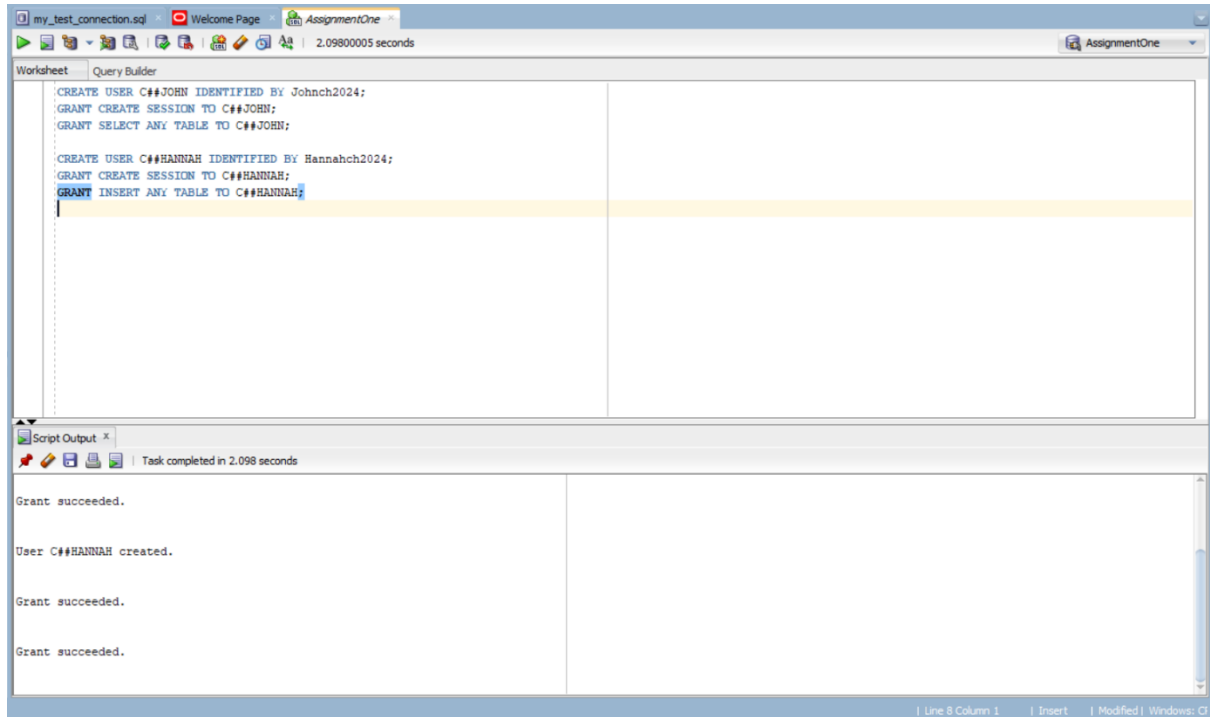 my_test_connection.sql Welcome Page AssignmentOne
2.09800005 seconds AssignmentOne
Worksheet Query Builder
CREATE USER C##JOHN IDENTIFIED BY Johnch2024;
GRANT CREATE SESSION TO C##JOHN;
GRANT SELECT ANY TABLE TO C##JOHN;
CREATE USER C##HANNAH IDENTIFIED BY Hannahch2024;
GRANT CREATE SESSION TO C##HANNAH;
GRANT INSERT ANY TABLE TO C##HANNAH;
Script Output x
Task completed in 2.098 seconds
Grant succeeded.
User C##HANNAH created.
Grant succeeded.
Grant succeeded.
| Line 8 Column 1 | Insert | Modified | Windows: